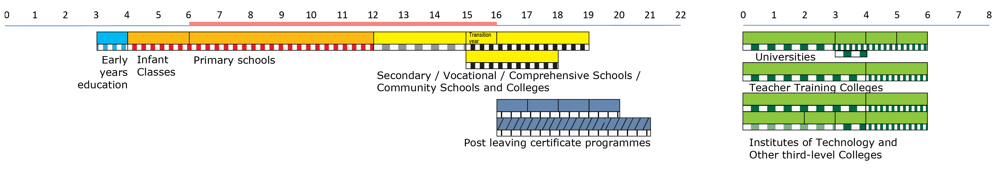 0 1 2 3 4 5 6 7 8 9 10 11 12 13 14 15 16 17 18 19 20 21 22
0 1 2 3 4 5 6 7 8
Transition
year
Early
years
education
Infant
Classes
Primary schools
Secondary / Vocational / Comprehensive Schools /
Community Schools and Colleges
Post leaving certificate programmes
Universities
Teacher Training Colleges
Institutes of Technology and
Other third-level Colleges